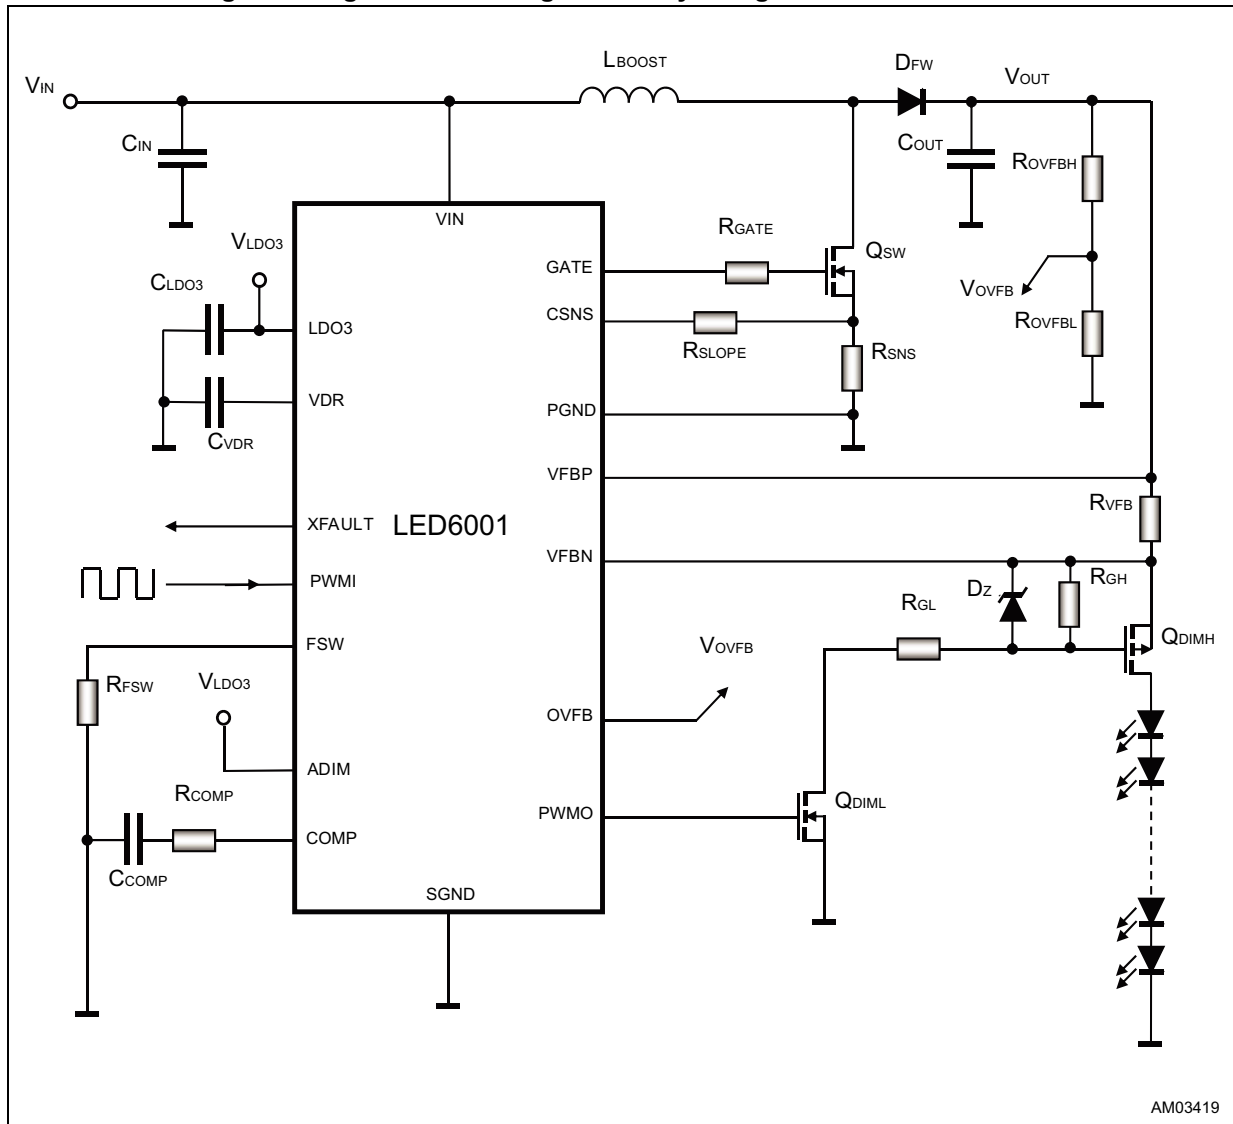 LBOOST
DFW
VOUT
VIN
CIN
COUT
ROVFBH
VIN
VLDO3
RGATE
QSW
GATE
CLDO3
VOVFB
CSNS
LDO3
ROVFBL
RSLOPE
RSNS
VDR
PGND
CVDR
VFBP
RVFB
XFAULT
LED6001
VFBN
PWMI
DZ
RGH
RGL
FSW
QDIMH
VOVFB
RFSW
VLDO3
OVFB
ADIM
RCOMP
QDIML
PWMO
COMP
CCOMP
SGND
AM03419